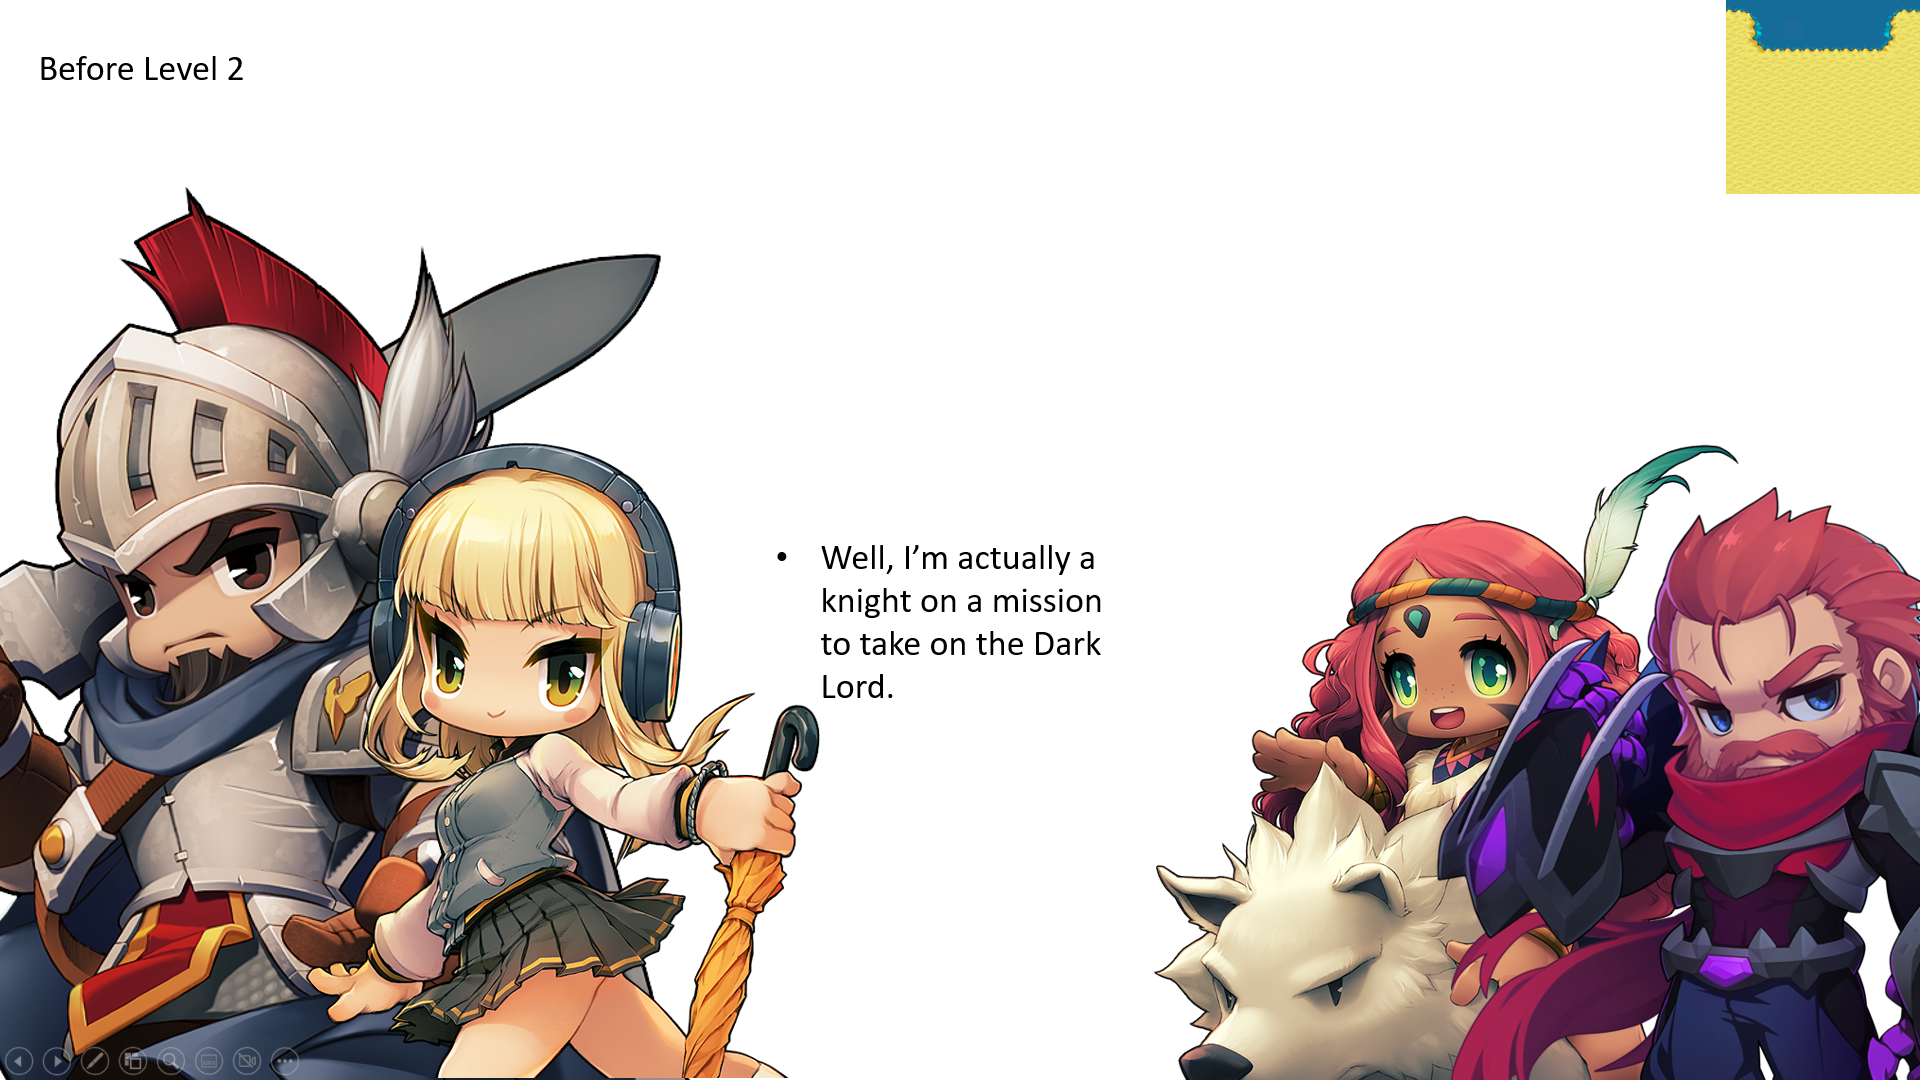 Before Level 2
• Well, I’m actually a
knight on a mission
to take on the Dark
Lord.